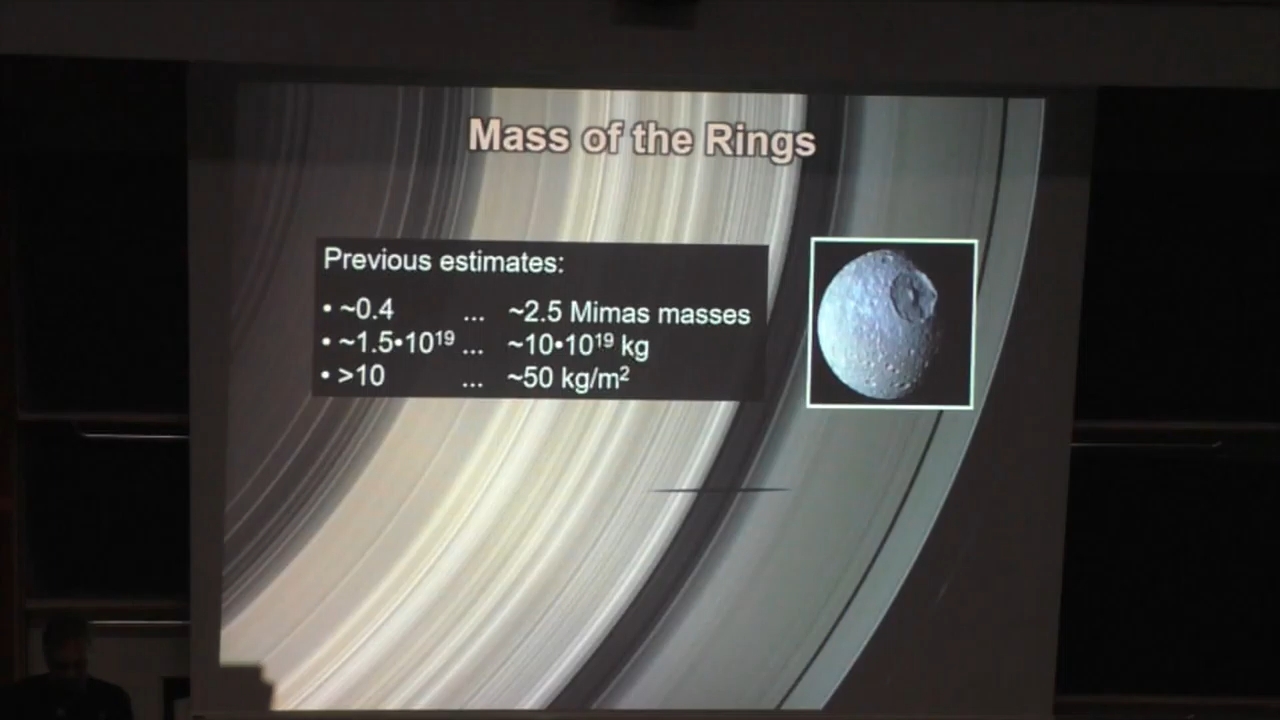 Mass of the Rings
Previous estimates:
• ~0.4 ... ~2.5 Mimas masses
• ~1.5•10¹⁹ ... ~10•10¹⁹ kg
• >10 ... ~50 kg/m²